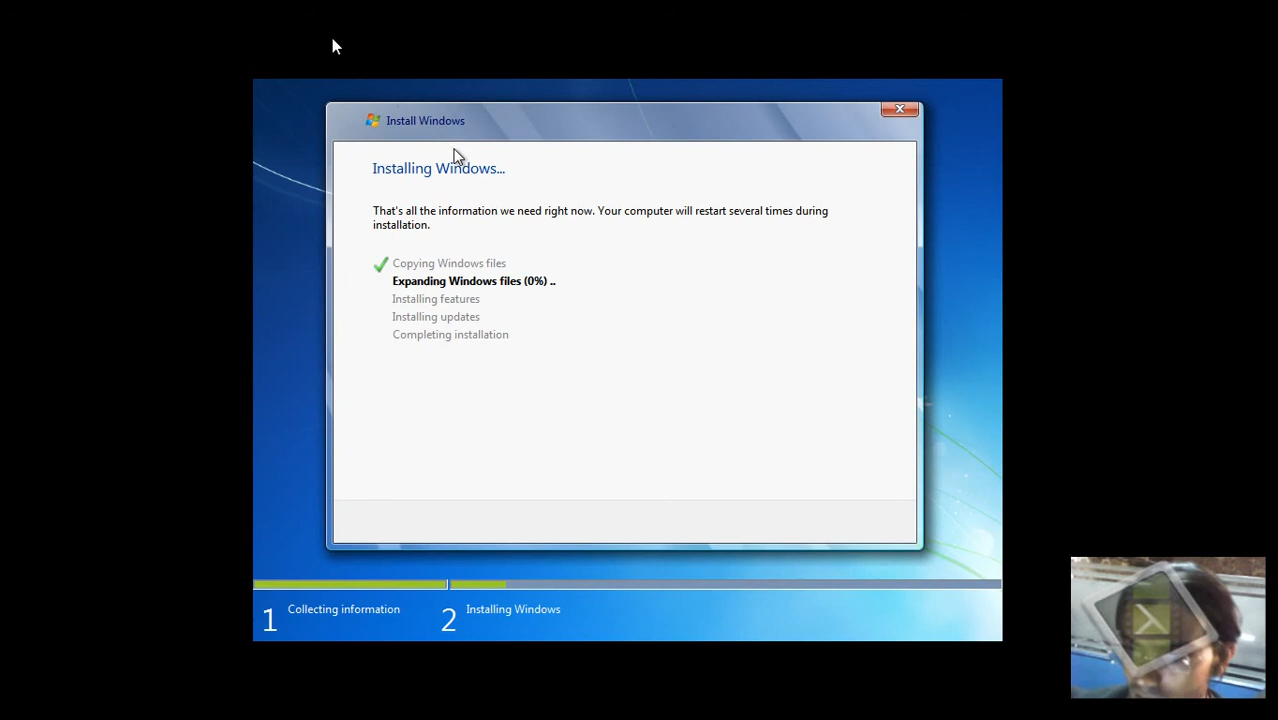 Install Windows
Installing Windows...
That's all the information we need right now. Your computer will restart several times during
installation.
Copying Windows files
Expanding Windows files (0%) ..
Installing features
Installing updates
Completing installation
1 Collecting information
2 Installing Windows